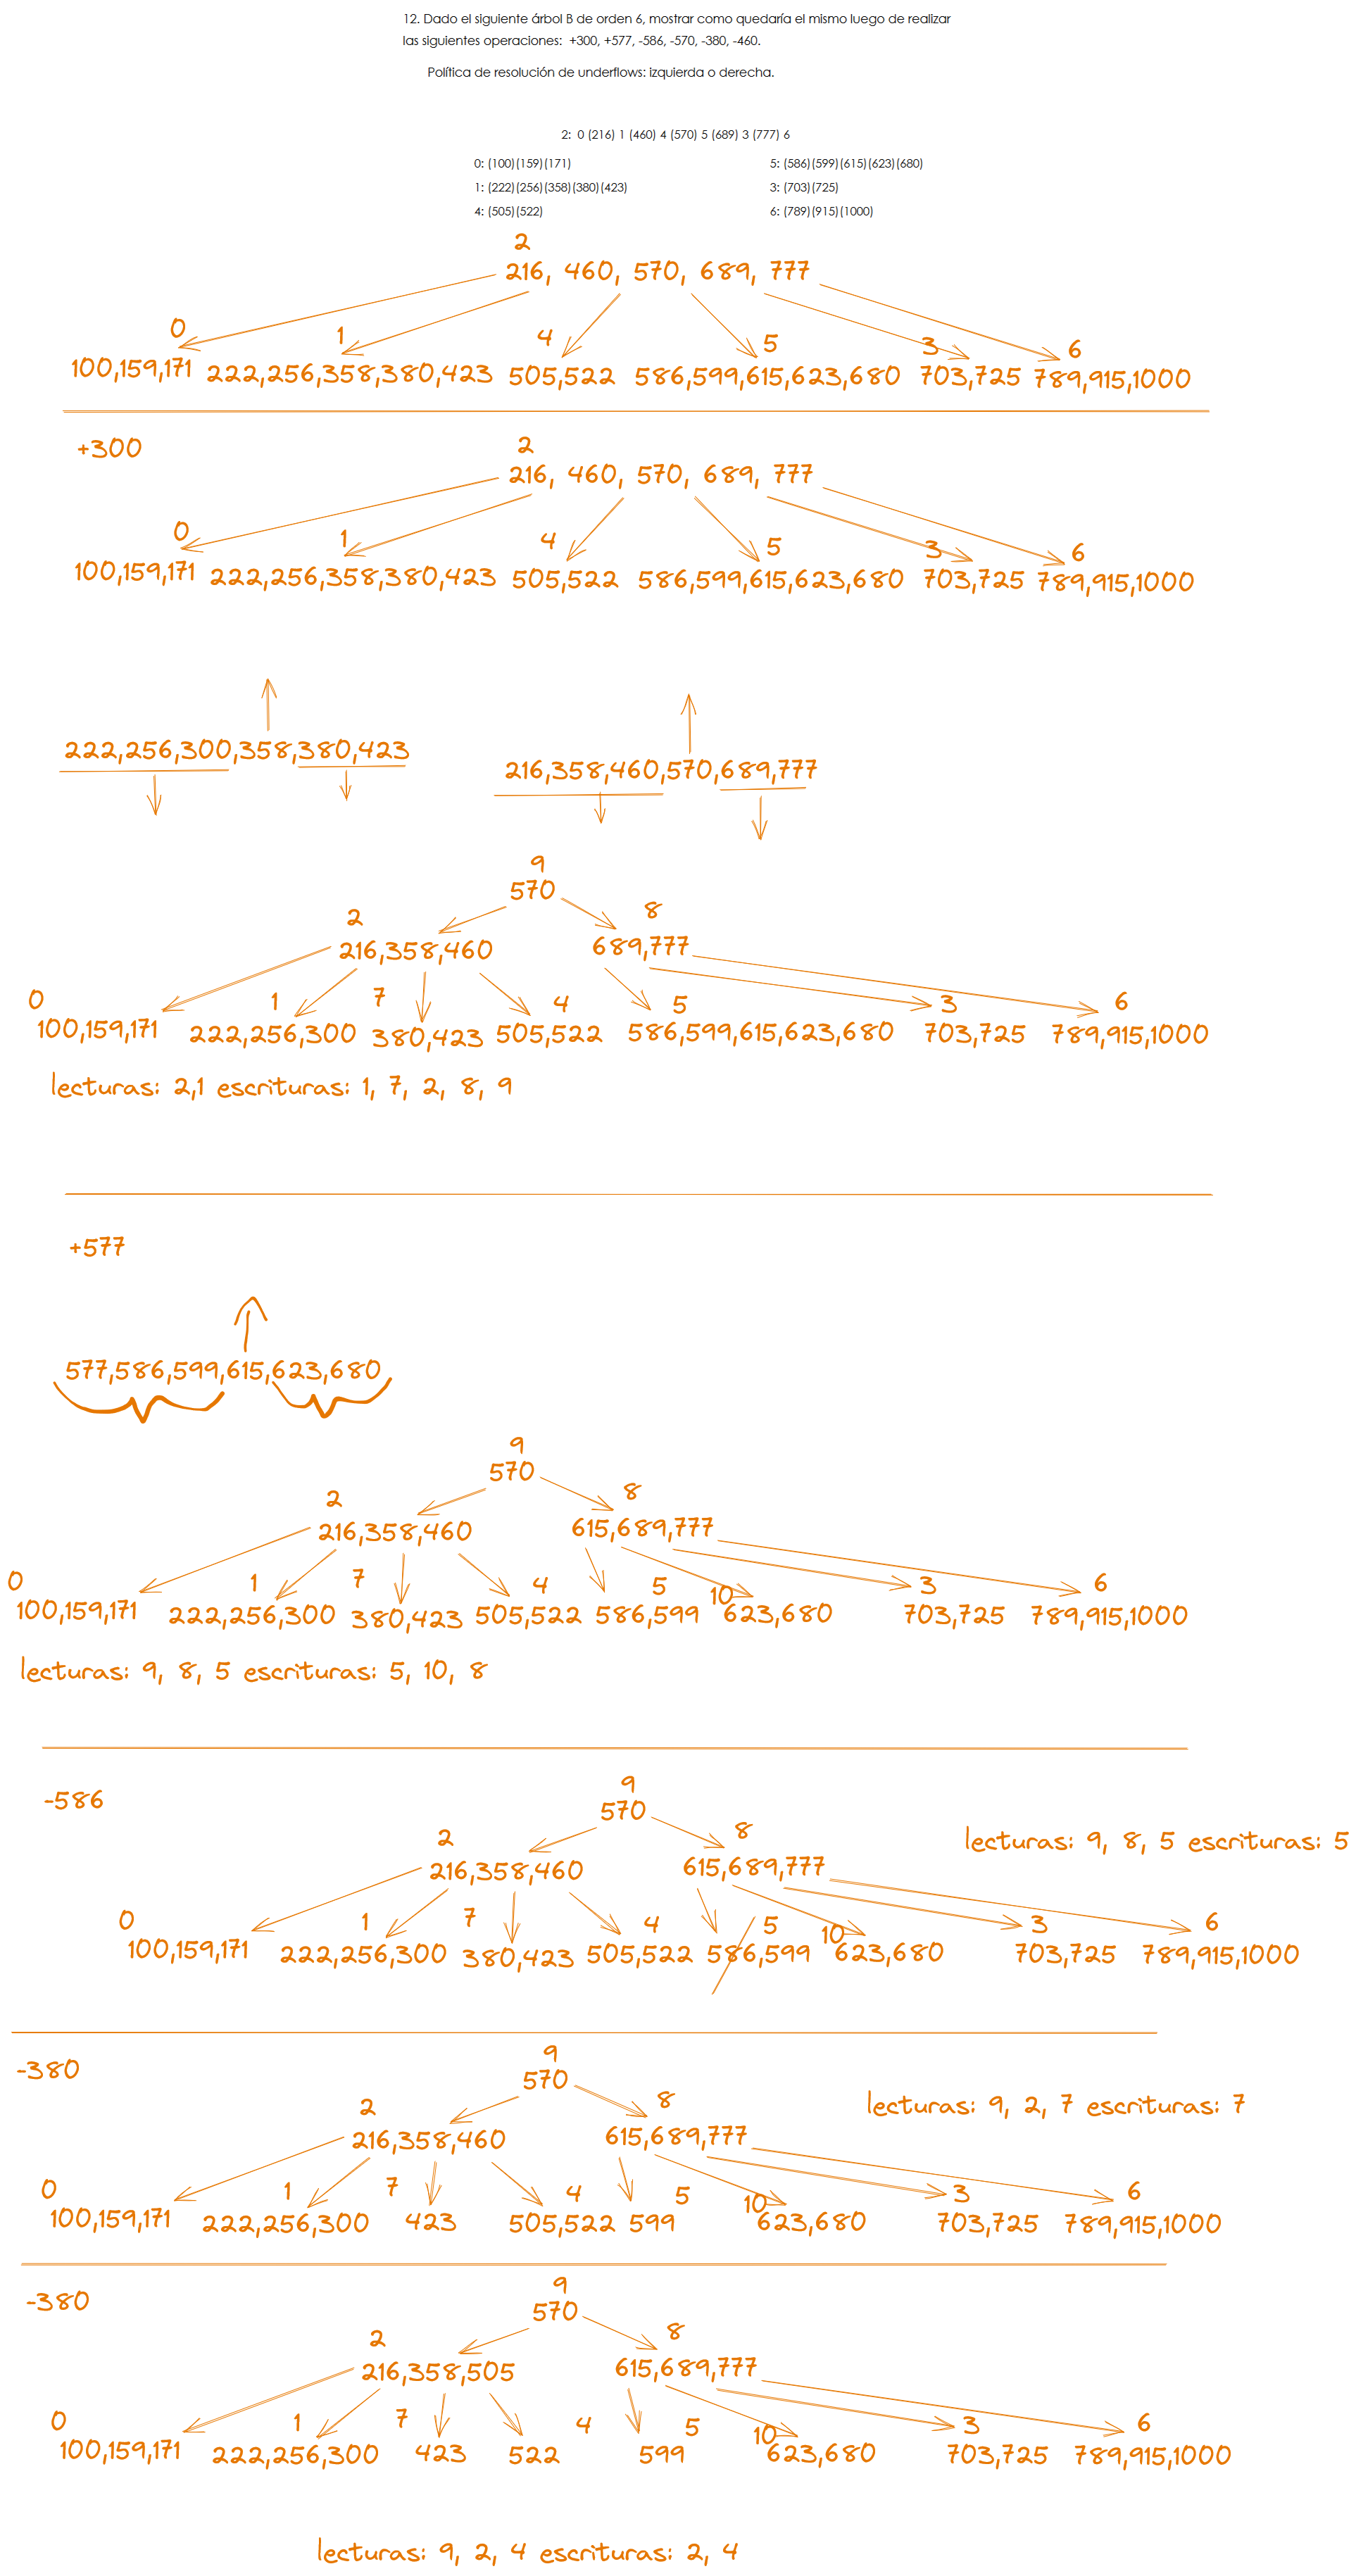 12. Dado el siguiente árbol B de orden 6, mostrar como quedaría el mismo luego de realizar
las siguientes operaciones: +300, +577, -586, -570, -380, -460.
Política de resolución de underflows: izquierda o derecha.
2: 0 (216) 1 (460) 4 (570) 5 (689) 3 (777) 6
0: (100)(159)(171) 5: (586)(599)(615)(623)(680)
1: (222)(256)(358)(380)(423) 3: (703)(725)
4: (505)(522) 6: (789)(915)(1000)
2
216, 460, 570, 689, 777
0 1 4 5 3 6
100,159,171 222,256,358,380,423 505,522 586,599,615,623,680 703,725 789,915,1000
+300 2
216, 460, 570, 689, 777
0 1 4 5 3 6
100,159,171 222,256,358,380,423 505,522 586,599,615,623,680 703,725 789,915,1000
222,256,300,358,380,423 216,358,460,570,689,777
9
570
2 8
216,358,460 689,777
0 1 7 4 5 3 6
100,159,171 222,256,300 380,423 505,522 586,599,615,623,680 703,725 789,915,1000
lecturas: 2,1 escrituras: 1, 7, 2, 8, 9
+577
577,586,599,615,623,680
9
570
2 8
216,358,460 615,689,777
0 1 7 4 5 10 3 6
100,159,171 222,256,300 380,423 505,522 586,599 623,680 703,725 789,915,1000
lecturas: 9, 8, 5 escrituras: 5, 10, 8
-586 9
570
2 8 lecturas: 9, 8, 5 escrituras: 5
216,358,460 615,689,777
0 1 7 4 5 10 3 6
100,159,171 222,256,300 380,423 505,522 586,599 623,680 703,725 789,915,1000
-380 9
570
2 8 lecturas: 9, 2, 7 escrituras: 7
216,358,460 615,689,777
0 1 7 4 5 10 3 6
100,159,171 222,256,300 423 505,522 599 623,680 703,725 789,915,1000
-380 9
570
2 8
216,358,505 615,689,777
0 1 7 4 5 10 3 6
100,159,171 222,256,300 423 522 599 623,680 703,725 789,915,1000
lecturas: 9, 2, 4 escrituras: 2, 4